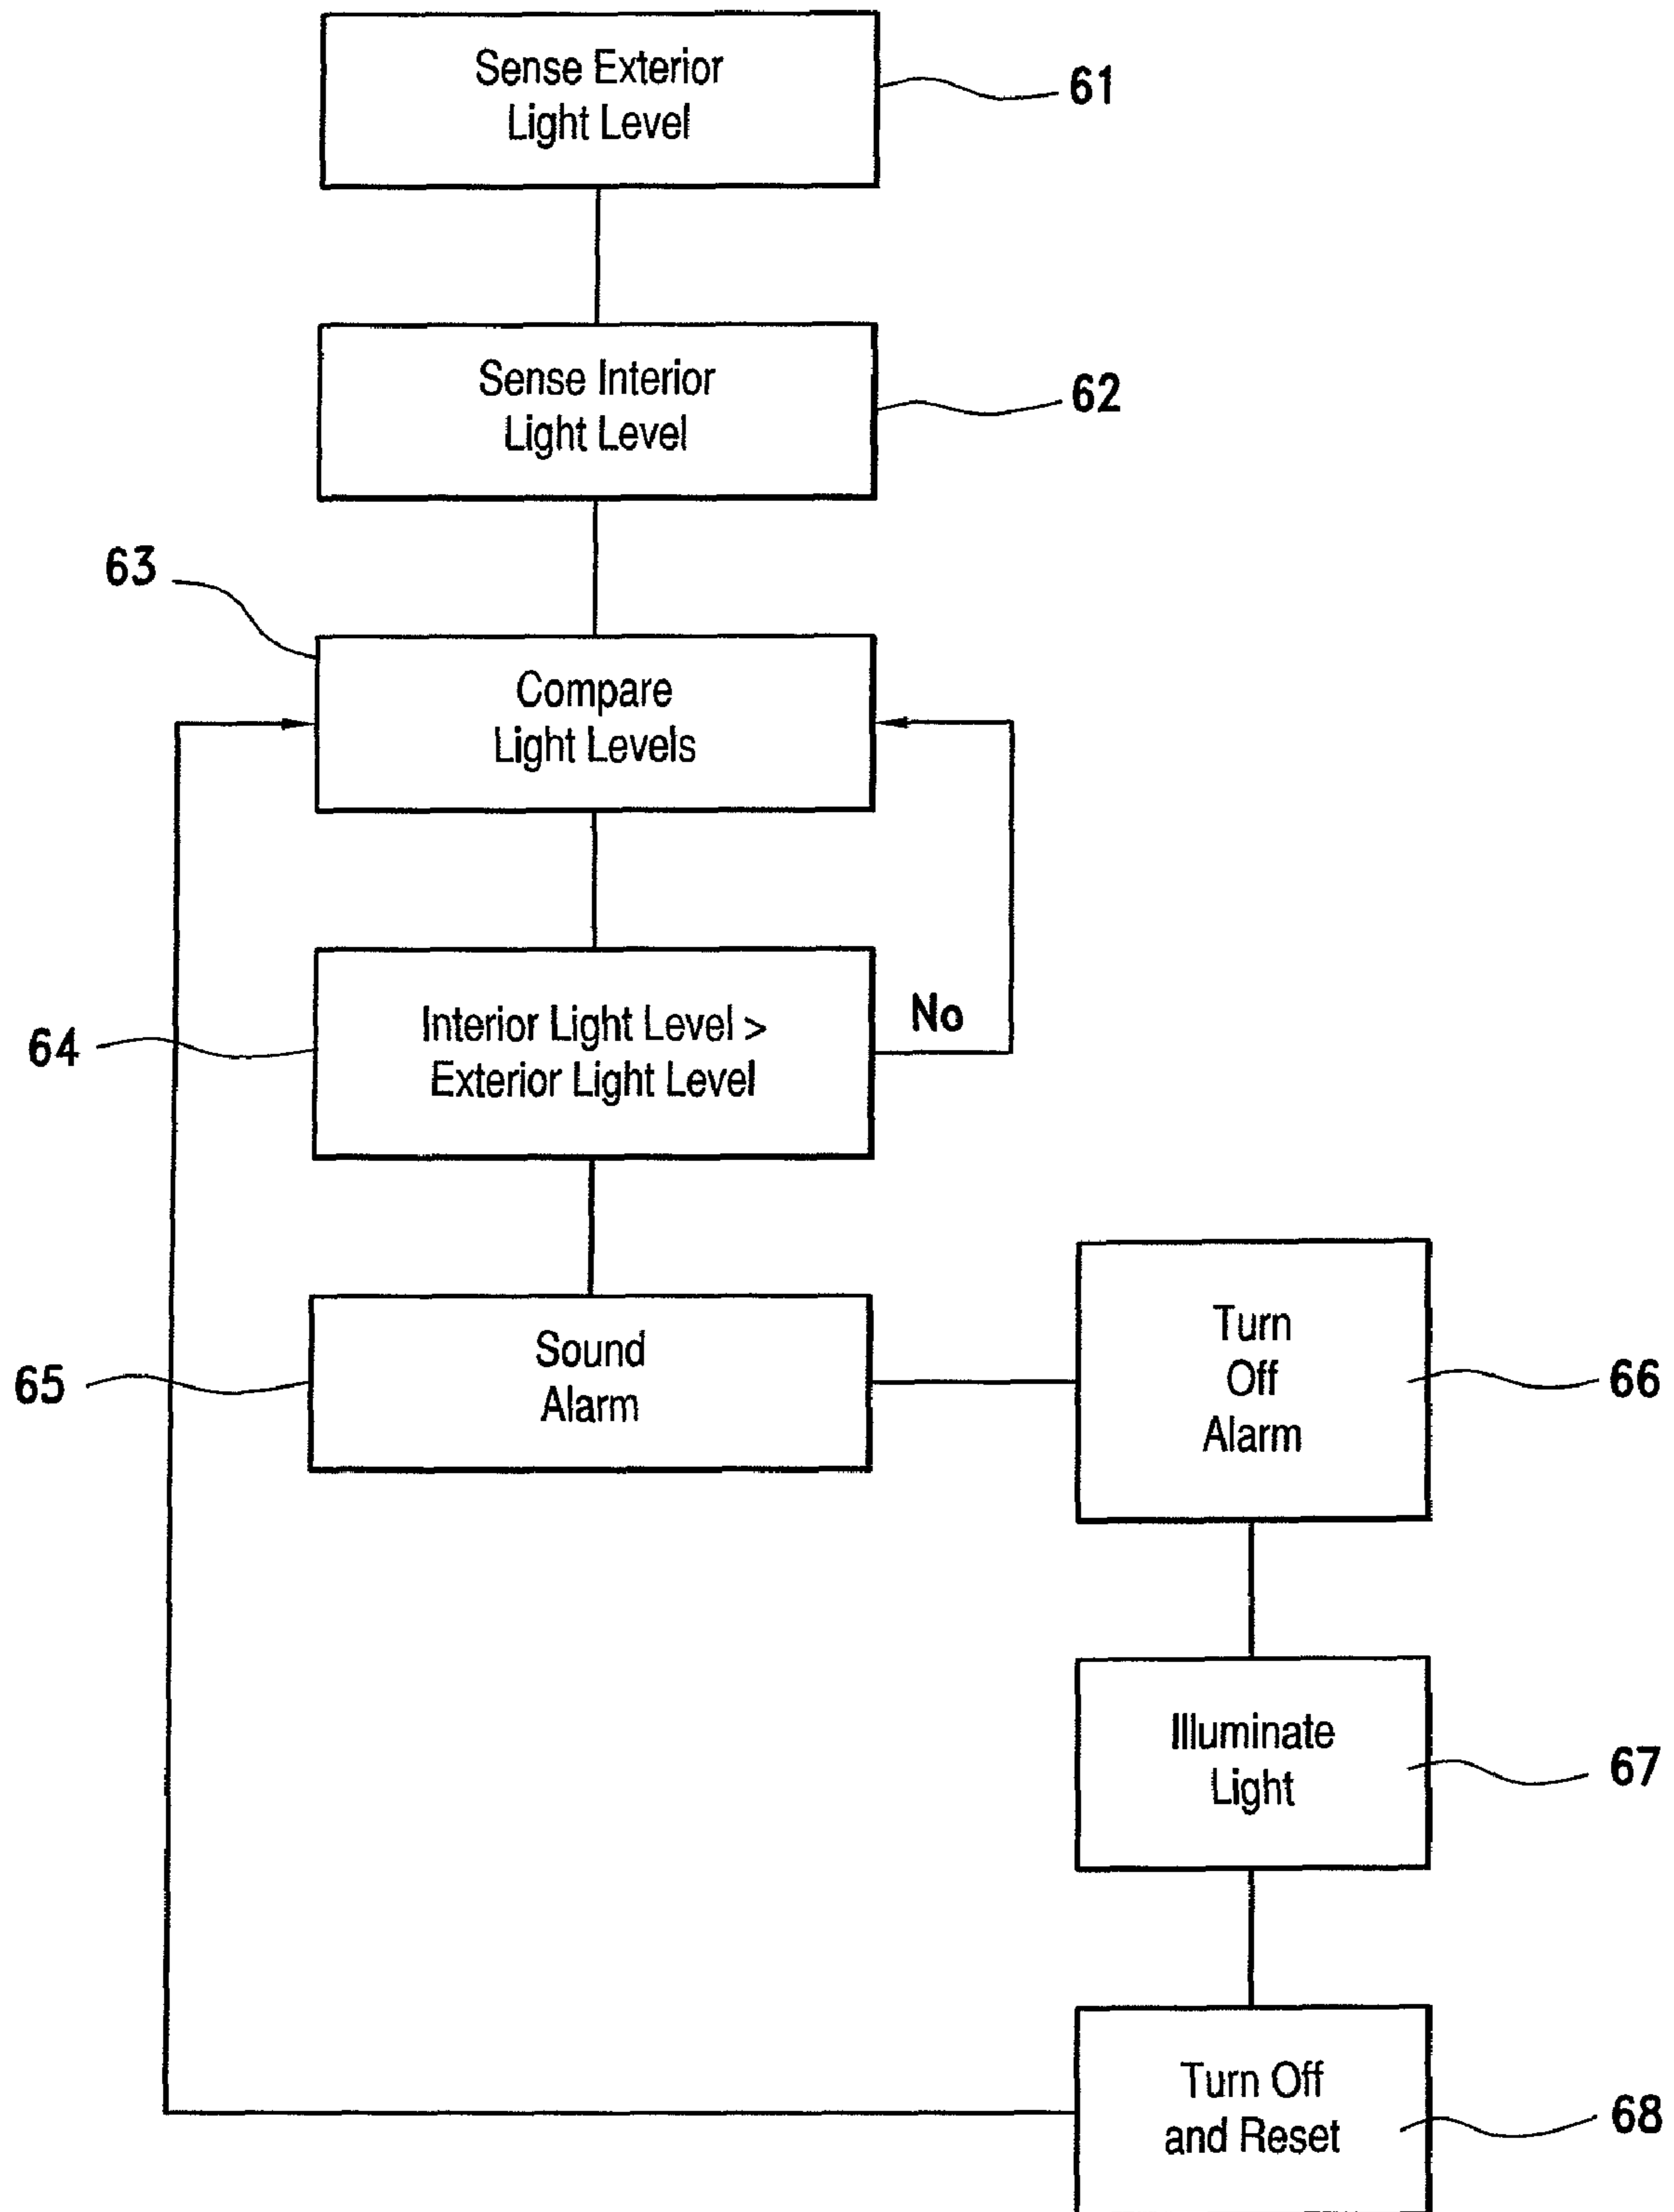 Sense Exterior
Light Level
61
Sense Interior
Light Level
62
63
Compare
Light Levels
64
Interior Light Level >
Exterior Light Level
No
65
Sound
Alarm
Turn
Off
Alarm
66
Illuminate
Light
67
Turn Off
and Reset
68